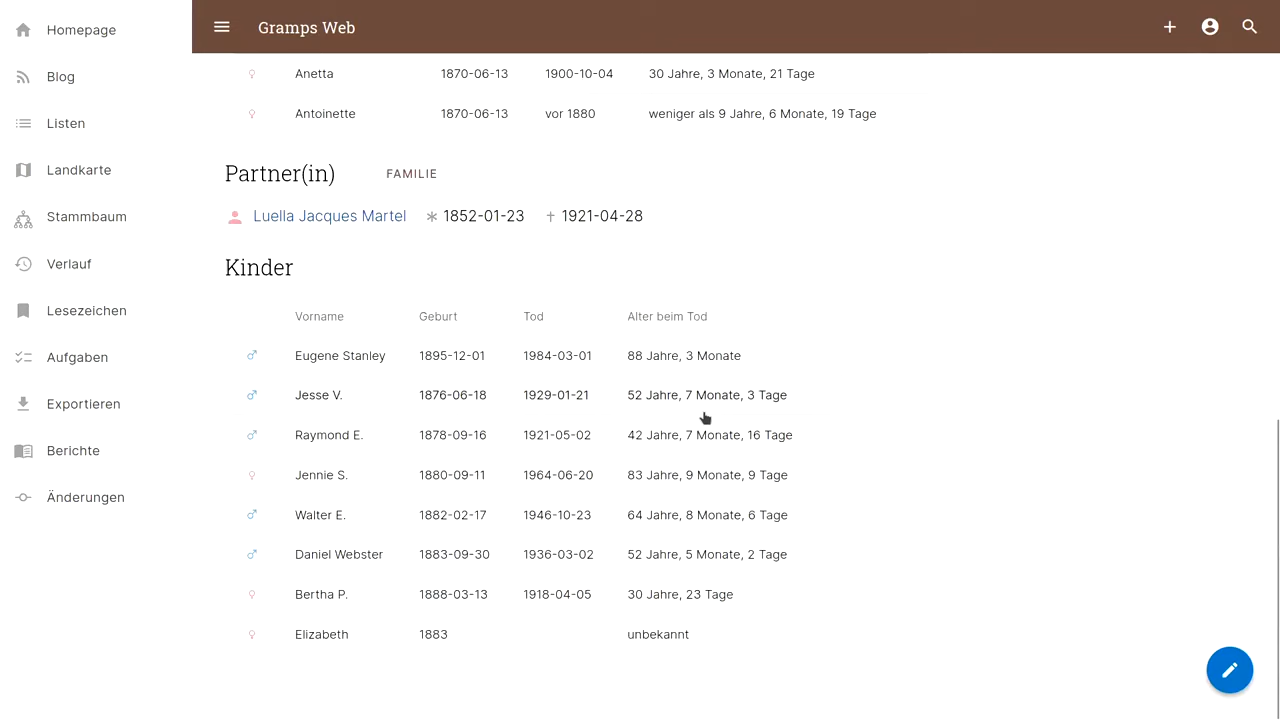 Homepage
Blog
Listen
Landkarte
Stammbaum
Verlauf
Lesezeichen
Aufgaben
Exportieren
Berichte
Änderungen
Gramps Web
Anetta 1870-06-13 1900-10-04 30 Jahre, 3 Monate, 21 Tage
Antoinette 1870-06-13 vor 1880 weniger als 9 Jahre, 6 Monate, 19 Tage
Partner(in) FAMILIE
Luella Jacques Martel * 1852-01-23 † 1921-04-28
Kinder
Vorname Geburt Tod Alter beim Tod
Eugene Stanley 1895-12-01 1984-03-01 88 Jahre, 3 Monate
Jesse V. 1876-06-18 1929-01-21 52 Jahre, 7 Monate, 3 Tage
Raymond E. 1878-09-16 1921-05-02 42 Jahre, 7 Monate, 16 Tage
Jennie S. 1880-09-11 1964-06-20 83 Jahre, 9 Monate, 9 Tage
Walter E. 1882-02-17 1946-10-23 64 Jahre, 8 Monate, 6 Tage
Daniel Webster 1883-09-30 1936-03-02 52 Jahre, 5 Monate, 2 Tage
Bertha P. 1888-03-13 1918-04-05 30 Jahre, 23 Tage
Elizabeth 1883 unbekannt